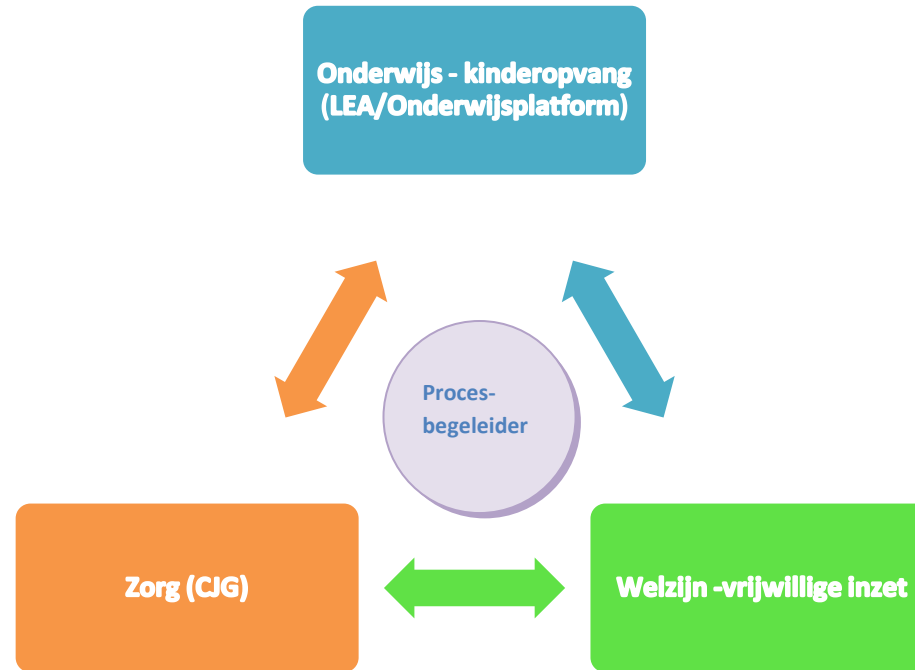 Onderwijs - kinderopvang
(LEA/Onderwijsplatform)
Proces-
begeleider
Zorg (CJG)
Welzijn -vrijwillige inzet